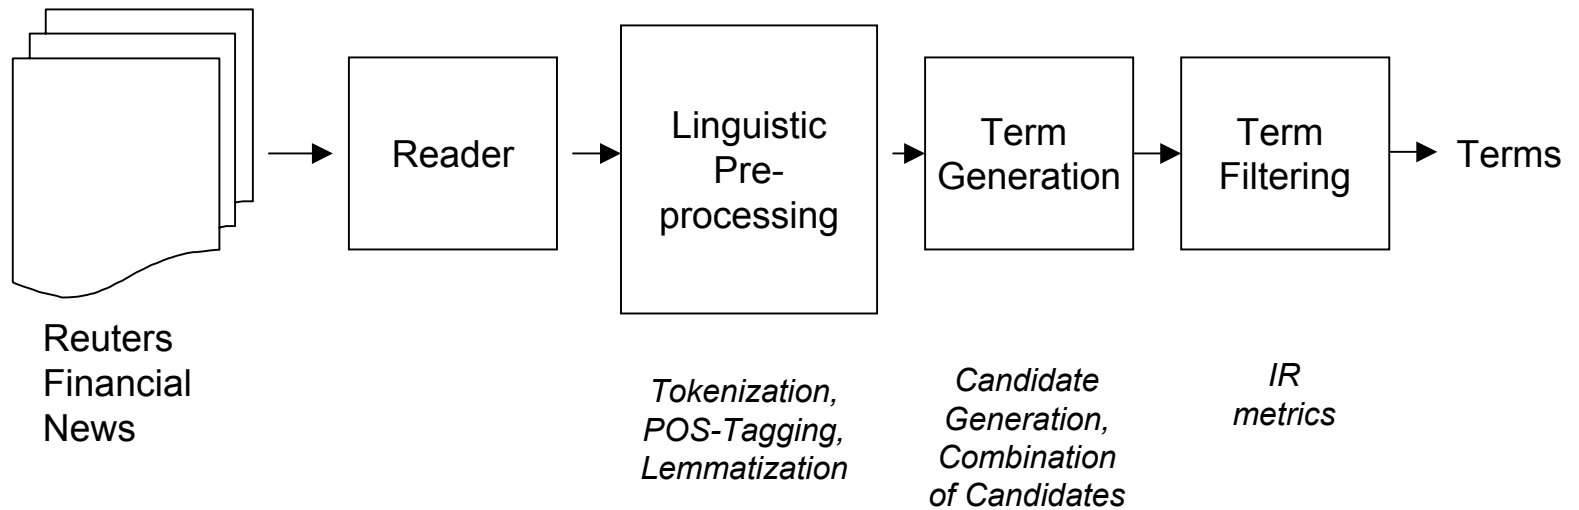 Reader
Linguistic
Pre-
processing
Term
Generation
Term
Filtering
Terms
Reuters
Financial
News
Tokenization,
POS-Tagging,
Lemmatization
Candidate
Generation,
Combination
of Candidates
IR
metrics